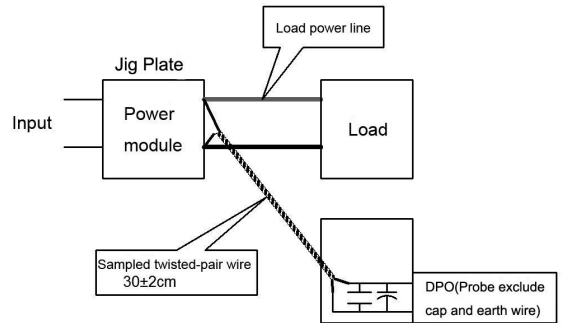 Load power line
Jig Plate
Input
Power
module
Load
Sampled twisted-pair wire
30±2cm
DPO(Probe exclude
cap and earth wire)